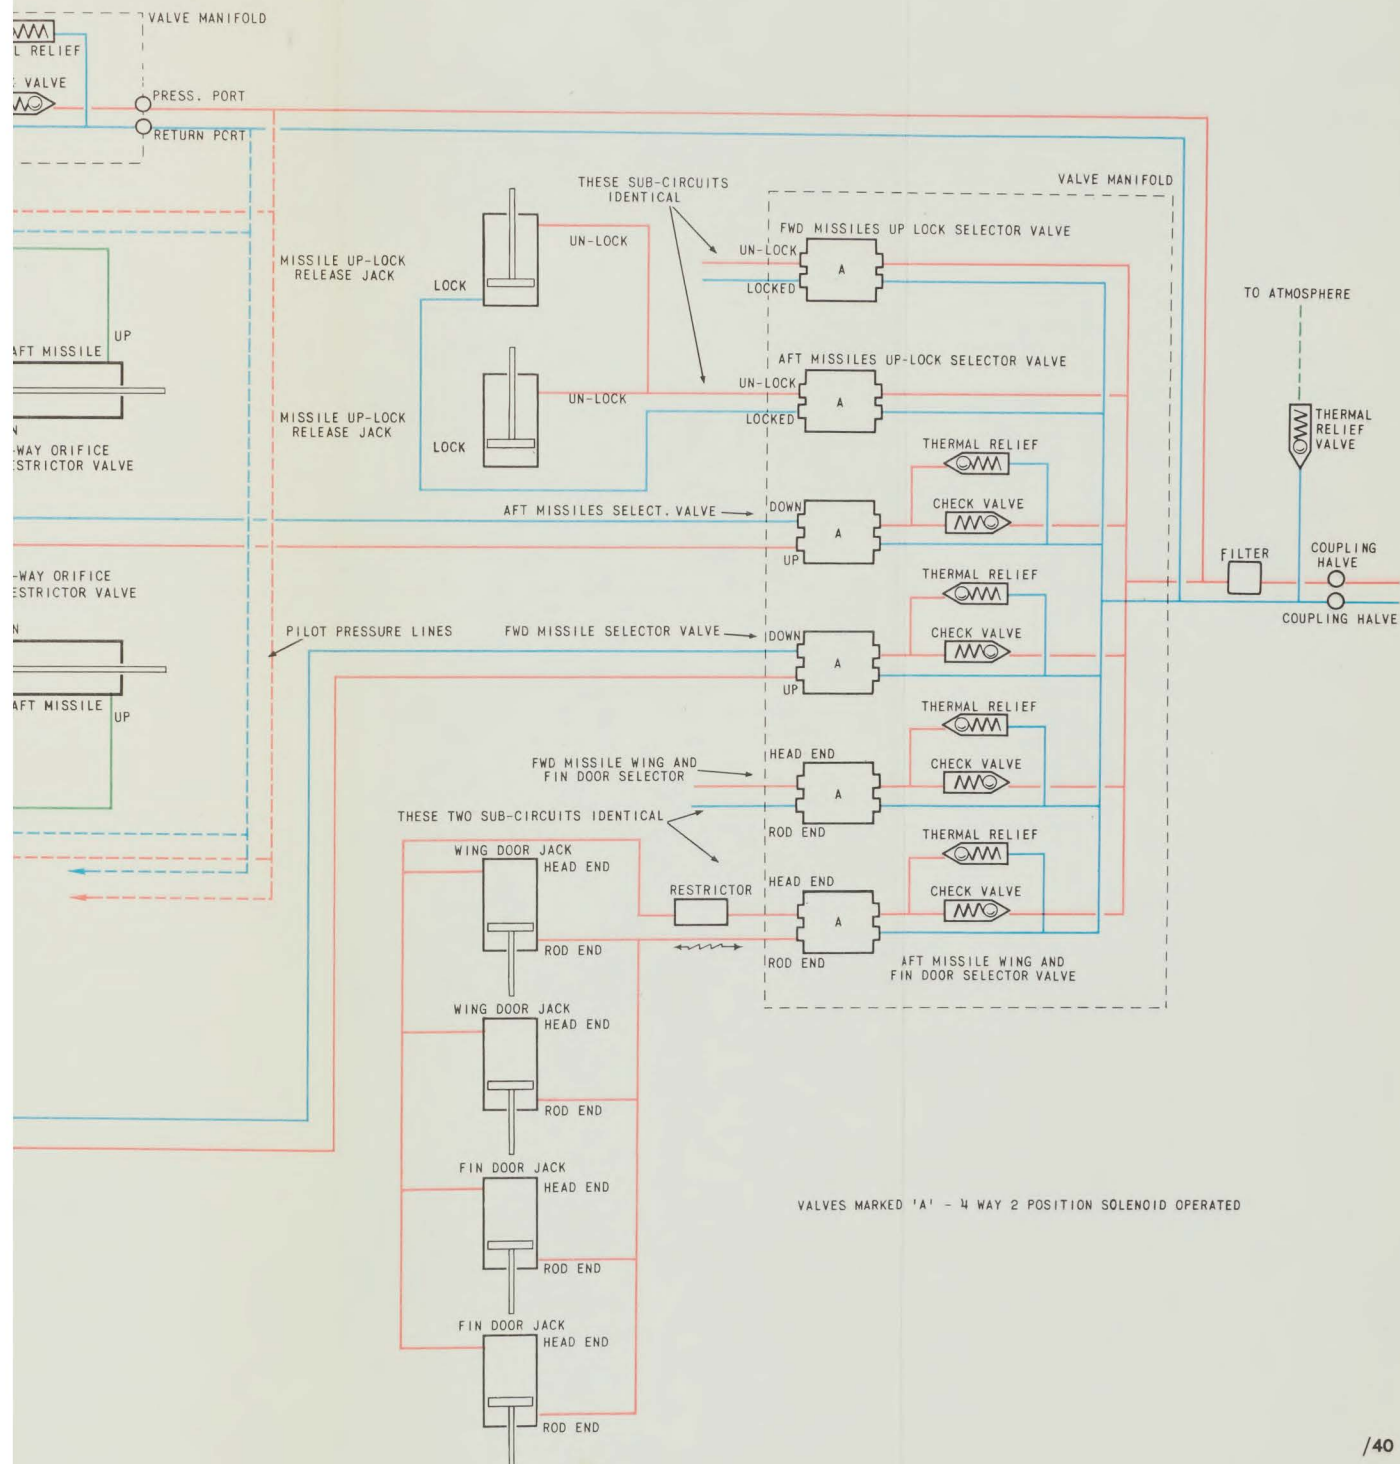 VALVE MANIFOLD
L RELIEF
VALVE
PRESS. PORT
RETURN PORT
THESE SUB-CIRCUITS
IDENTICAL
VALVE MANIFOLD
FWD MISSILES UP LOCK SELECTOR VALVE
UN-LOCK
A
LOCKED
UN-LOCK
MISSILE UP-LOCK
RELEASE JACK
LOCK
TO ATMOSPHERE
UP
AFT MISSILE
AFT MISSILES UP-LOCK SELECTOR VALVE
UN-LOCK
A
LOCKED
UN-LOCK
MISSILE UP-LOCK
RELEASE JACK
LOCK
THERMAL
RELIEF
VALVE
N
-WAY ORIFICE
ESTRICTOR VALVE
THERMAL RELIEF
CHECK VALVE
AFT MISSILES SELECT. VALVE
DOWN
A
UP
FILTER
COUPLING
HALVE
COUPLING HALVE
-WAY ORIFICE
ESTRICTOR VALVE
THERMAL RELIEF
CHECK VALVE
N
PILOT PRESSURE LINES
FWD MISSILE SELECTOR VALVE
DOWN
A
UP
AFT MISSILE
UP
THERMAL RELIEF
CHECK VALVE
FWD MISSILE WING AND
FIN DOOR SELECTOR
HEAD END
A
ROD END
THESE TWO SUB-CIRCUITS IDENTICAL
THERMAL RELIEF
CHECK VALVE
WING DOOR JACK
HEAD END
ROD END
RESTRICTOR
HEAD END
A
ROD END
AFT MISSILE WING AND
FIN DOOR SELECTOR VALVE
WING DOOR JACK
HEAD END
ROD END
FIN DOOR JACK
HEAD END
ROD END
VALVES MARKED 'A' - 4 WAY 2 POSITION SOLENOID OPERATED
FIN DOOR JACK
HEAD END
ROD END
/40